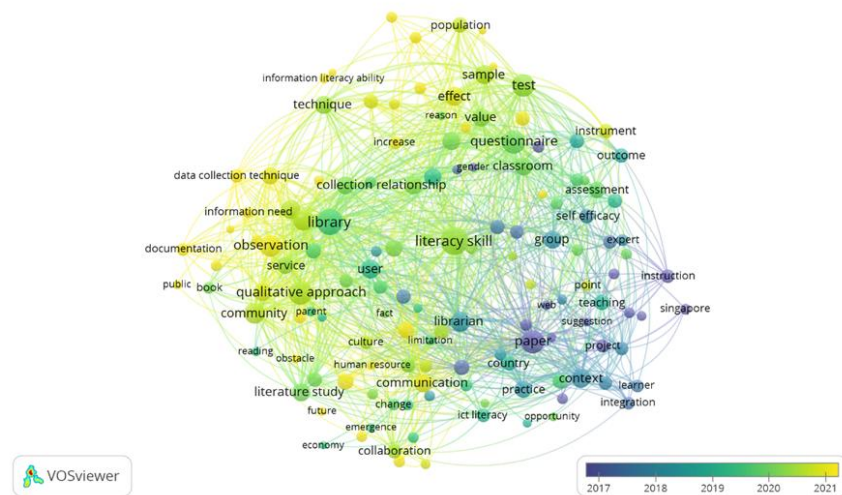 population
sample
information literacy ability
test
effect
technique
reason
value
instrument
increase
questionnaire
outcome
gender
classroom
data collection technique
collection relationship
assessment
information need
library
self efficacy
observation
literacy skill
group
expert
documentation
service
user
instruction
public
book
qualitative approach
point
web
teaching
singapore
community
parent
fact
librarian
suggestion
limitation
culture
paper
project
reading
obstacle
human resource
country
context
literature study
communication
practice
learner
change
integration
future
ict literacy
opportunity
emergence
economy
collaboration
VOSviewer
2017 2018 2019 2020 2021